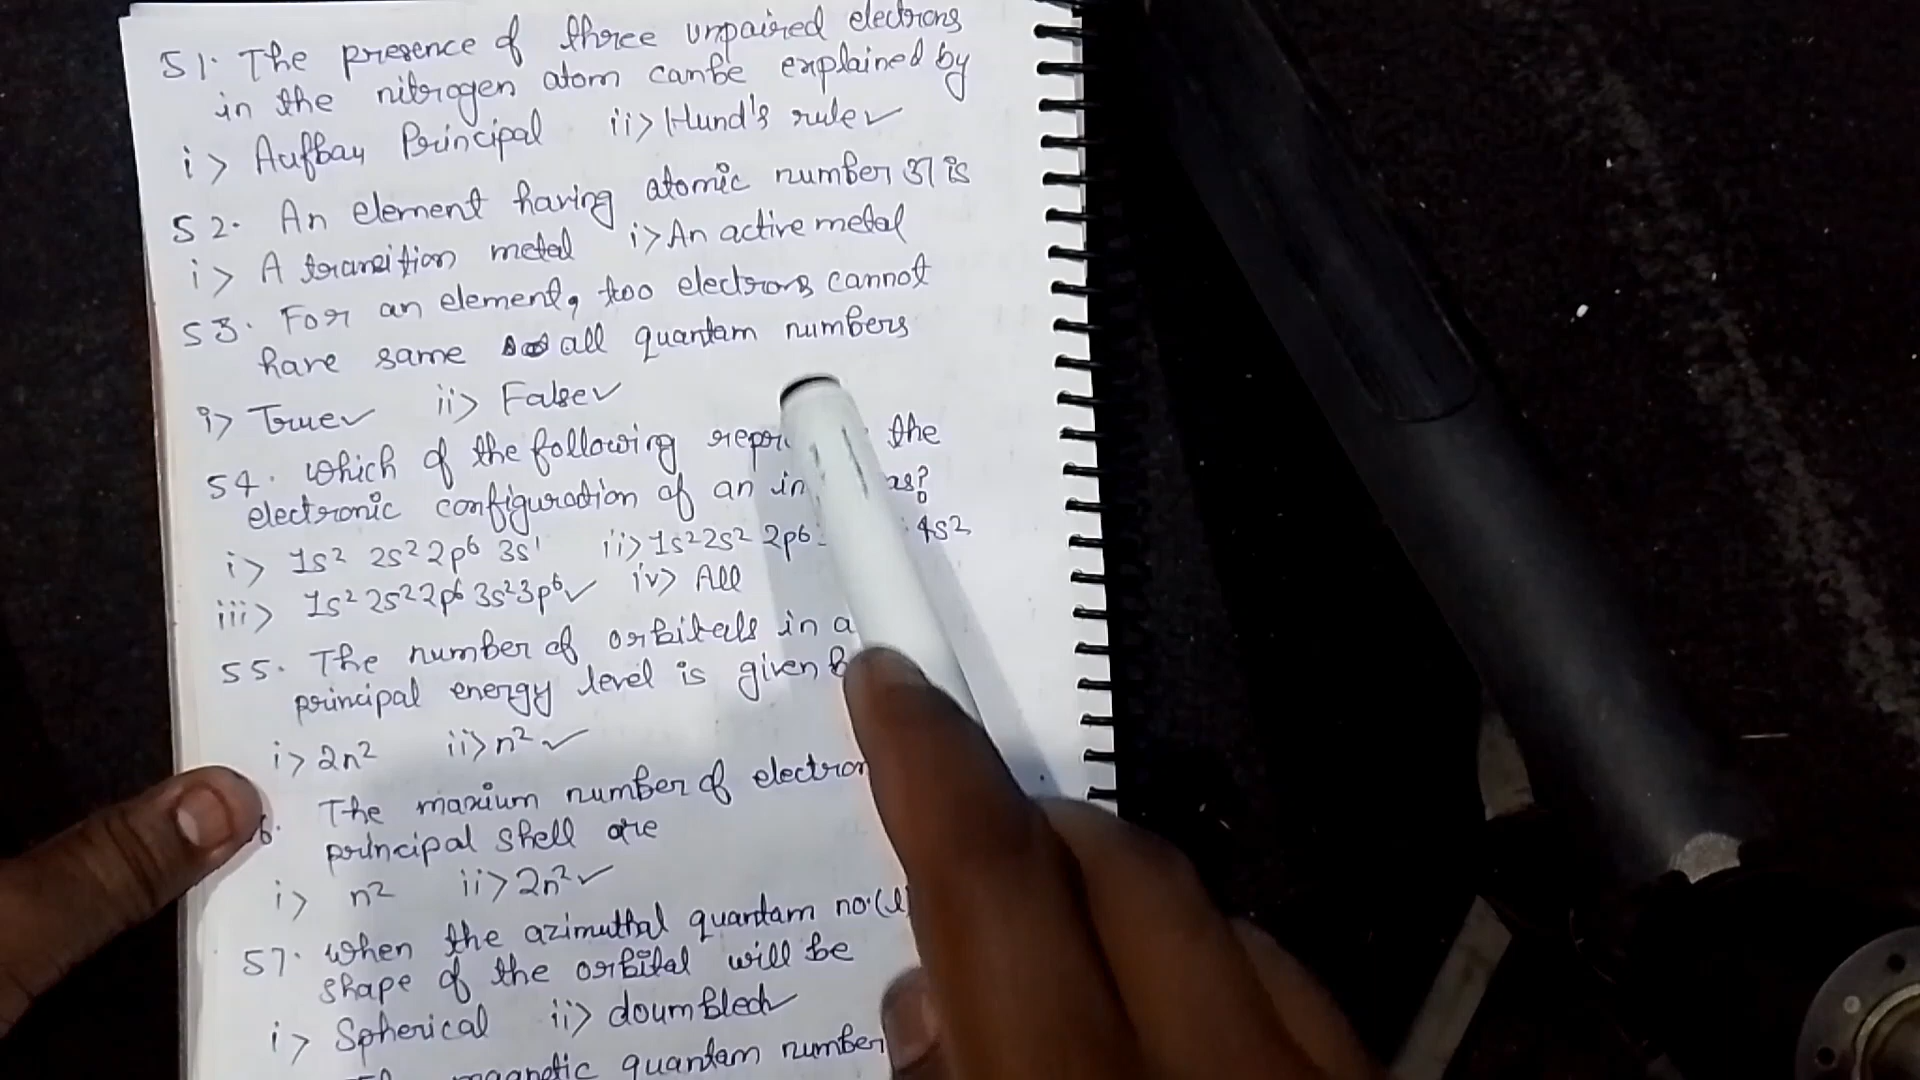 51. The presence of three unpaired electrons
in the nitrogen atom canbe explained by
i> Aufbau Principal ii> Hund's rule✓
52. An element having atomic number 37 is
i> A transition metal i> An active metal
53. For an element, two electrons cannot
have same all quantam numbers
i> True✓ ii> False✓
54. Which of the following the
electronic configuration of an
i> 1s² 2s² 2p⁶ 3s¹ ii> 1s² 2s² 2p⁶ 4s²
iii> 1s² 2s² 2p⁶ 3s² 3p⁶✓ iv> All
55. The number of orbitals in a
principal energy level is given
i> 2n² ii> n²✓
The maxium number of electron
principal shell are
i> n² ii> 2n²✓
57. When the azimuthal quantam no.(l)
shape of the orbital will be
i> Spherical ii> doumbled✓
magnetic quantam number